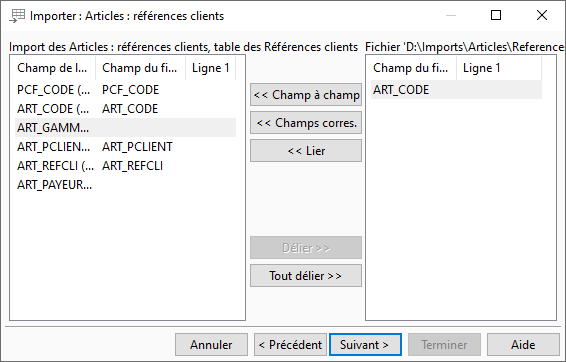 Importer : Articles : références clients
Import des Articles : références clients, table des Références clients
Fichier 'D:\Imports\Articles\Reference
Champ de l... Champ du fi... Ligne 1
PCF_CODE (... PCF_CODE
ART_CODE (... ART_CODE
ART_GAMM...
ART_PCLIEN... ART_PCLIENT
ART_REFCLI (... ART_REFCLI
ART_PAYEUR...
<< Champ à champ
<< Champs corres.
<< Lier
Délier >>
Tout délier >>
Champ du fi... Ligne 1
ART_CODE
Annuler
< Précédent
Suivant >
Terminer
Aide